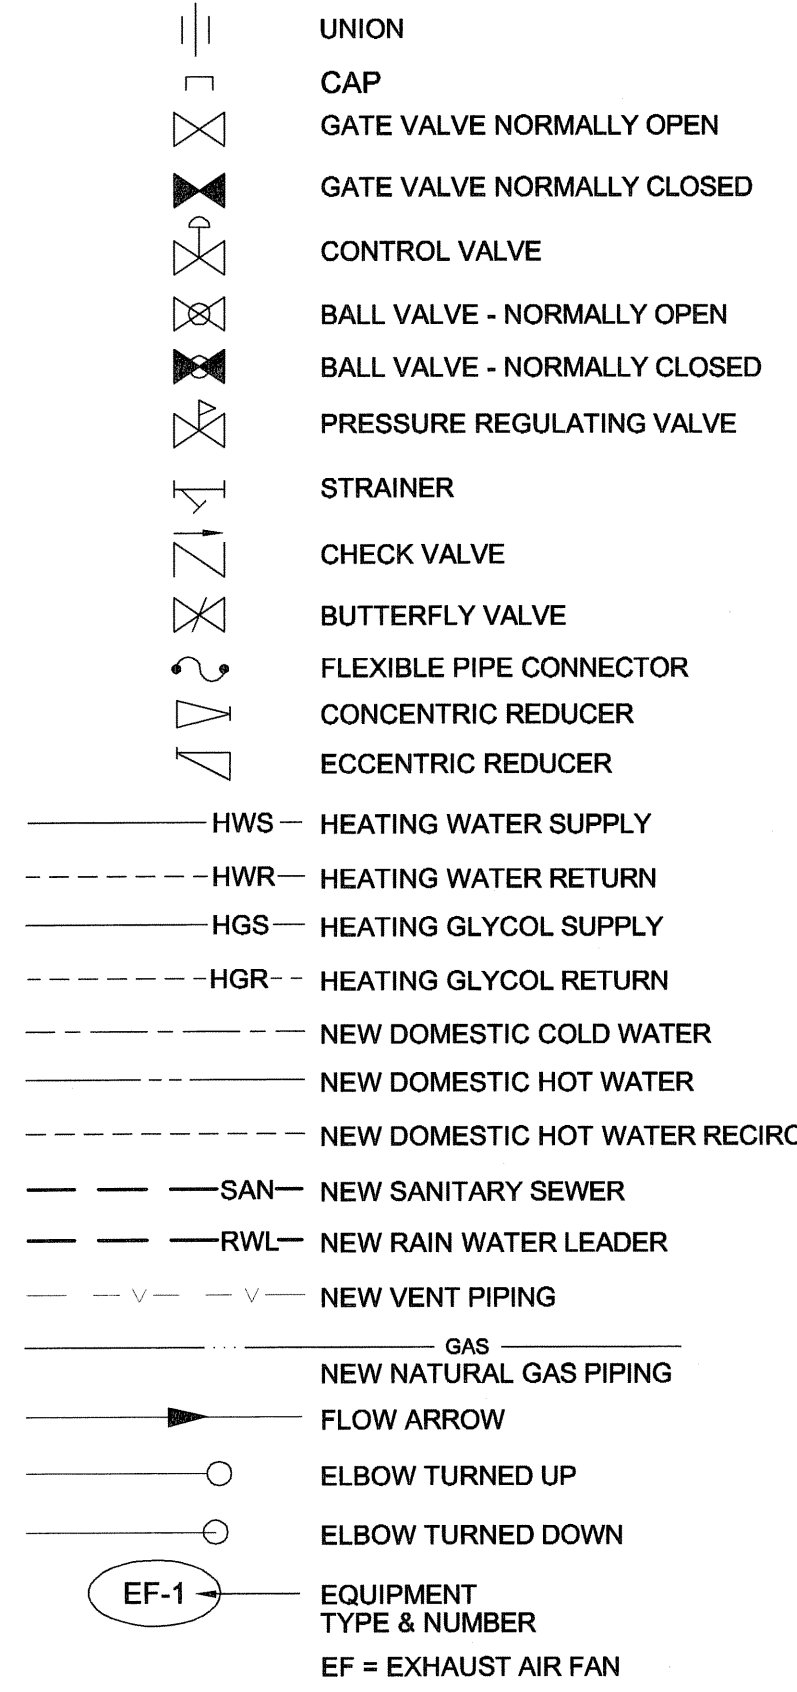 UNION
CAP
GATE VALVE NORMALLY OPEN
GATE VALVE NORMALLY CLOSED
CONTROL VALVE
BALL VALVE - NORMALLY OPEN
BALL VALVE - NORMALLY CLOSED
PRESSURE REGULATING VALVE
STRAINER
CHECK VALVE
BUTTERFLY VALVE
FLEXIBLE PIPE CONNECTOR
CONCENTRIC REDUCER
ECCENTRIC REDUCER
HWS HEATING WATER SUPPLY
HWR HEATING WATER RETURN
HGS HEATING GLYCOL SUPPLY
HGR HEATING GLYCOL RETURN
NEW DOMESTIC COLD WATER
NEW DOMESTIC HOT WATER
NEW DOMESTIC HOT WATER RECIRC
SAN NEW SANITARY SEWER
RWL NEW RAIN WATER LEADER
V V NEW VENT PIPING
GAS
NEW NATURAL GAS PIPING
FLOW ARROW
ELBOW TURNED UP
ELBOW TURNED DOWN
EF-1 EQUIPMENT
TYPE & NUMBER
EF = EXHAUST AIR FAN